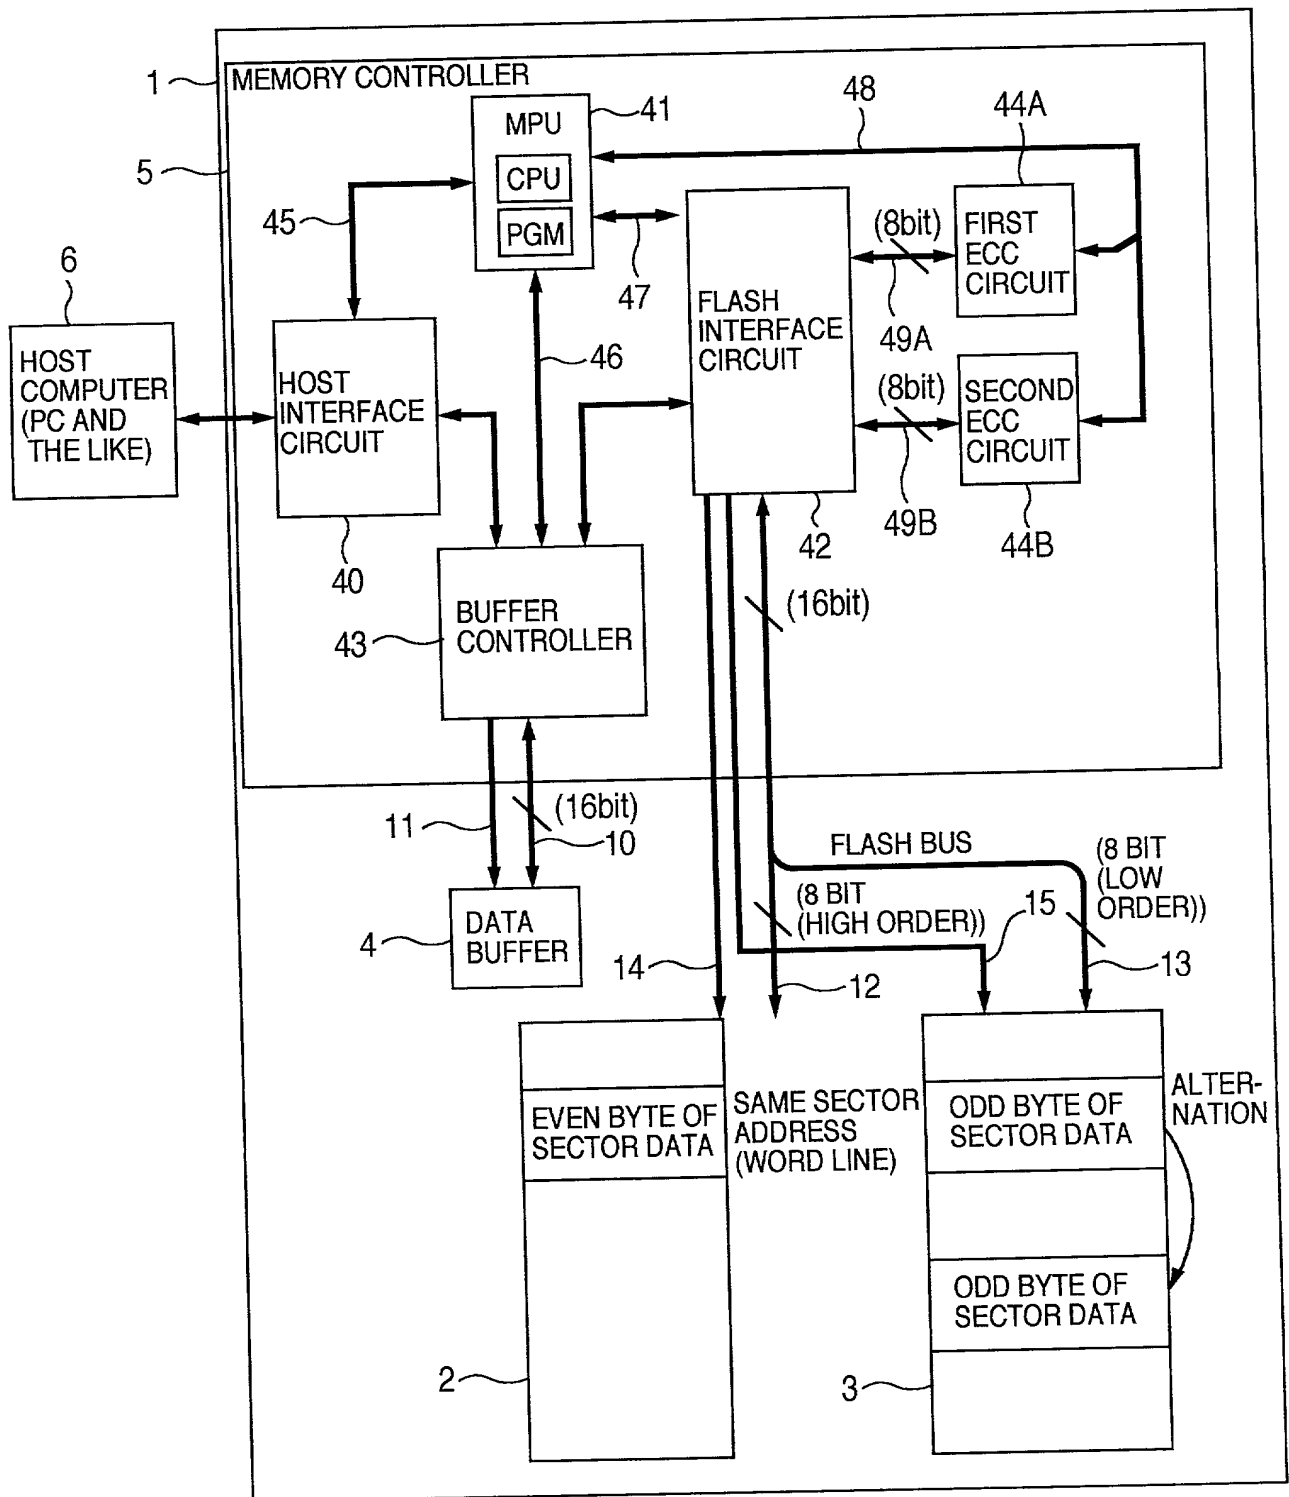 1
MEMORY CONTROLLER
5
MPU
CPU
PGM
41
48
44A
45
47
FLASH
INTERFACE
CIRCUIT
(8bit)
49A
FIRST
ECC
CIRCUIT
6
HOST
COMPUTER
(PC AND
THE LIKE)
HOST
INTERFACE
CIRCUIT
46
(8bit)
49B
SECOND
ECC
CIRCUIT
44B
40
42
43
BUFFER
CONTROLLER
(16bit)
11
(16bit)
10
FLASH BUS
(8 BIT
(LOW
ORDER))
(8 BIT
(HIGH ORDER))
15
4
DATA
BUFFER
14
12
13
EVEN BYTE OF
SECTOR DATA
SAME SECTOR
ADDRESS
(WORD LINE)
ODD BYTE OF
SECTOR DATA
ALTER-
NATION
ODD BYTE OF
SECTOR DATA
2
3